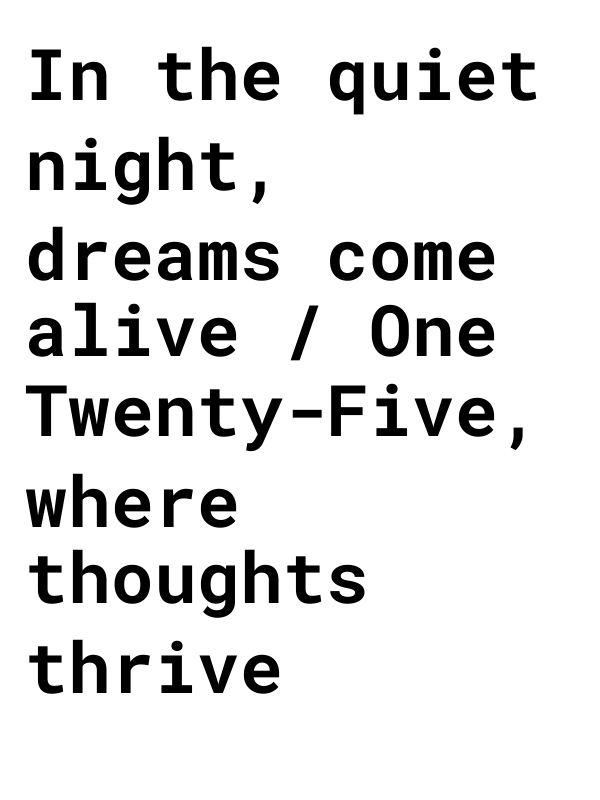 In the quiet
night,
dreams come
alive / One
Twenty-Five,
where
thoughts
thrive